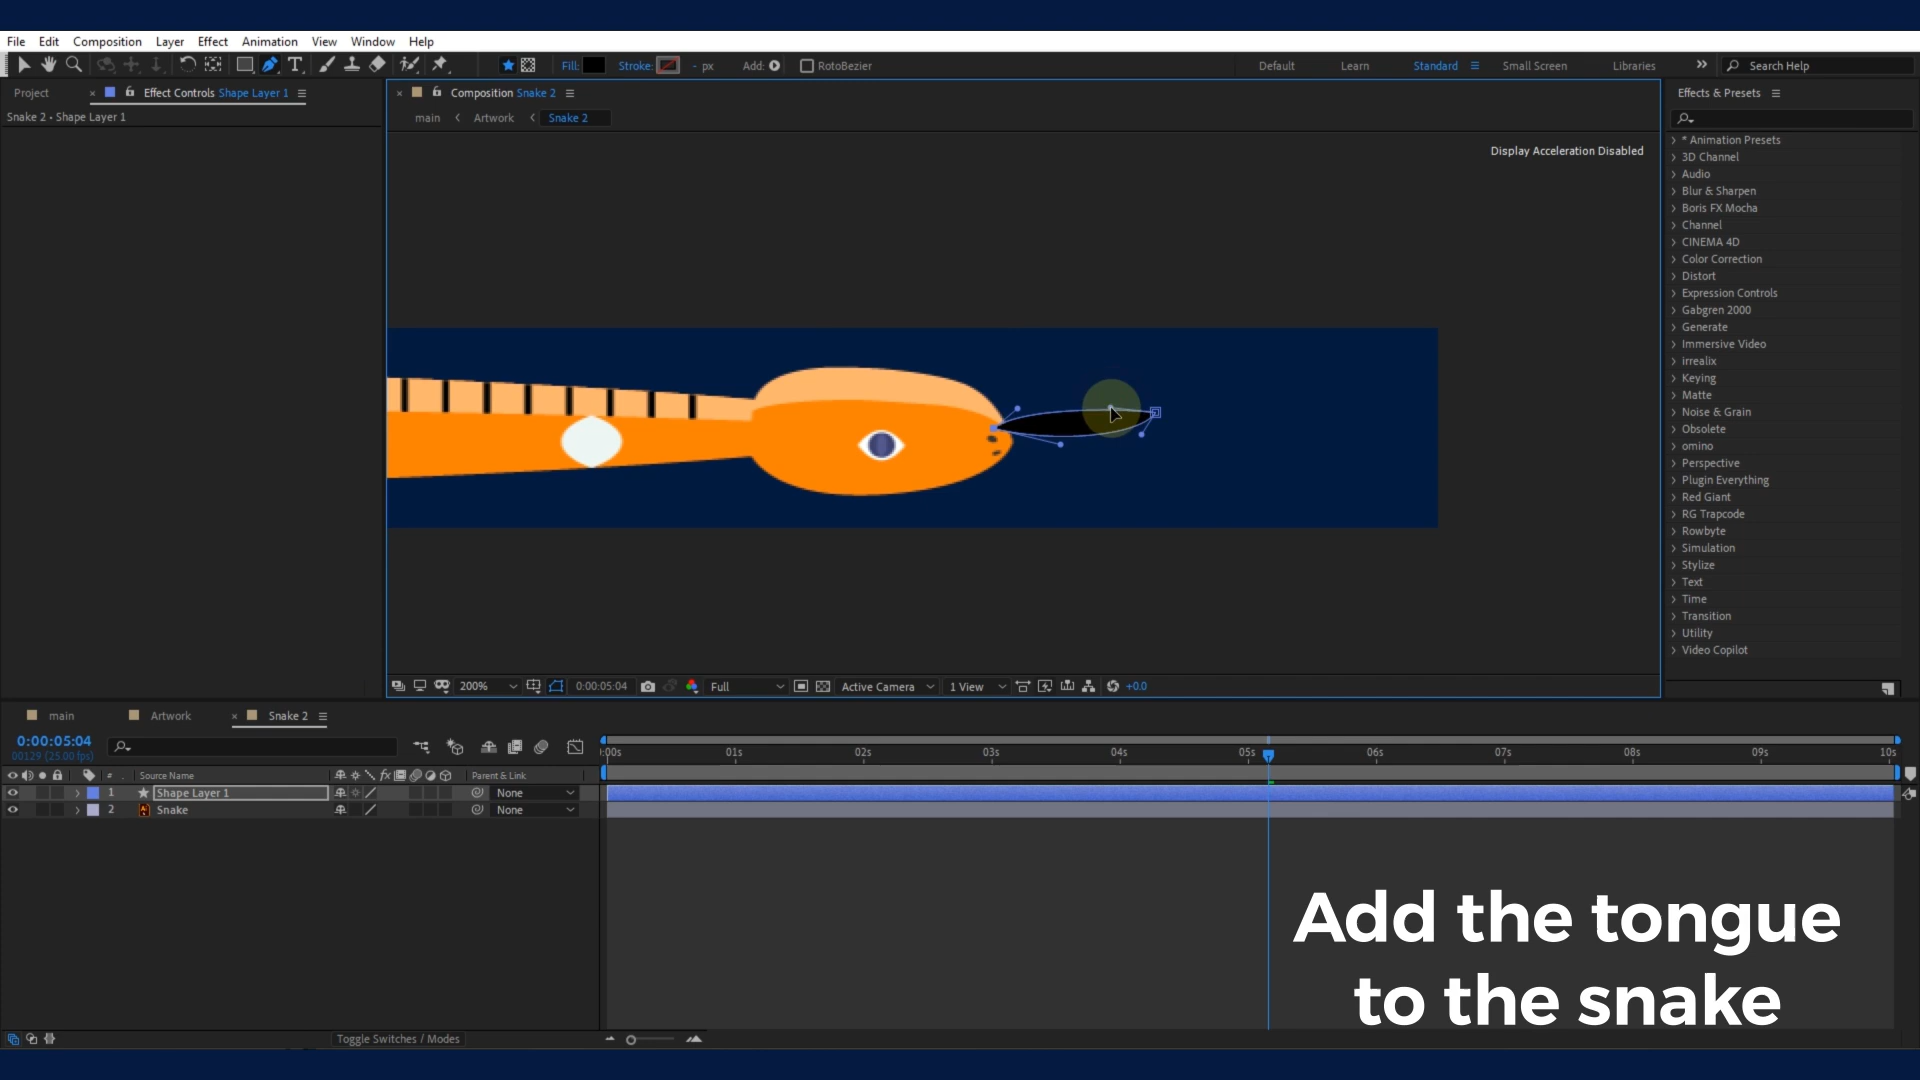 File Edit Composition Layer Effect Animation View Window Help
Fill: Stroke: - px Add: RotoBezier Default Learn Standard Small Screen Libraries Search Help
Project Effect Controls Shape Layer 1
Composition Snake 2
Effects & Presets
Snake 2 • Shape Layer 1
main Artwork Snake 2
Display Acceleration Disabled
* Animation Presets
3D Channel
Audio
Blur & Sharpen
Boris FX Mocha
Channel
CINEMA 4D
Color Correction
Distort
Expression Controls
Gabgren 2000
Generate
Immersive Video
irrealix
Keying
Matte
Noise & Grain
Obsolete
omino
Perspective
Plugin Everything
Red Giant
RG Trapcode
Rowbyte
Simulation
Stylize
Text
Time
Transition
Utility
Video Copilot
200% 0:00:05:04 Full Active Camera 1 View +0.0
main Artwork Snake 2
0:00:05:04
00129 (25.00 fps)
:00s 01s 02s 03s 04s 05s 06s 07s 08s 09s 10s
# Source Name fx Parent & Link
1 Shape Layer 1 None
2 Snake None
Add the tongue
to the snake
Toggle Switches / Modes